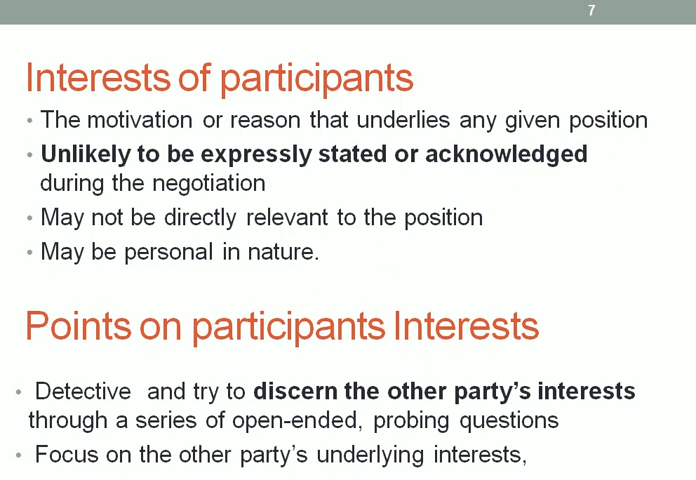 7
Interests of participants
• The motivation or reason that underlies any given position
• Unlikely to be expressly stated or acknowledged
during the negotiation
• May not be directly relevant to the position
• May be personal in nature.
Points on participants Interests
• Detective and try to discern the other party's interests
through a series of open-ended, probing questions
• Focus on the other party's underlying interests,